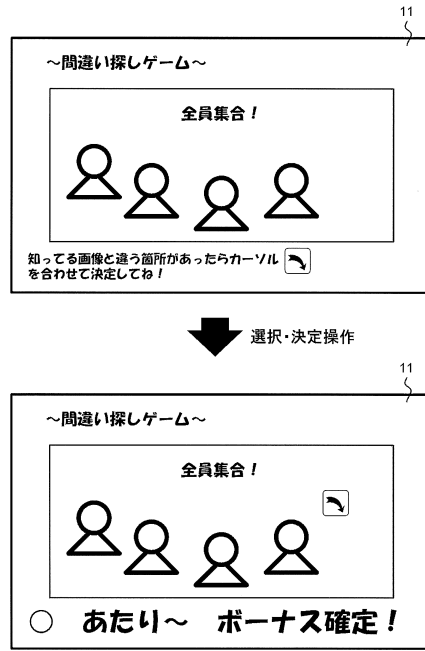 11
～間違い探しゲーム～
全員集合！
知ってる画像と違う箇所があったらカーソル
を合わせて決定してね！
選択・決定操作
11
～間違い探しゲーム～
全員集合！
○ あたり～ ボーナス確定！